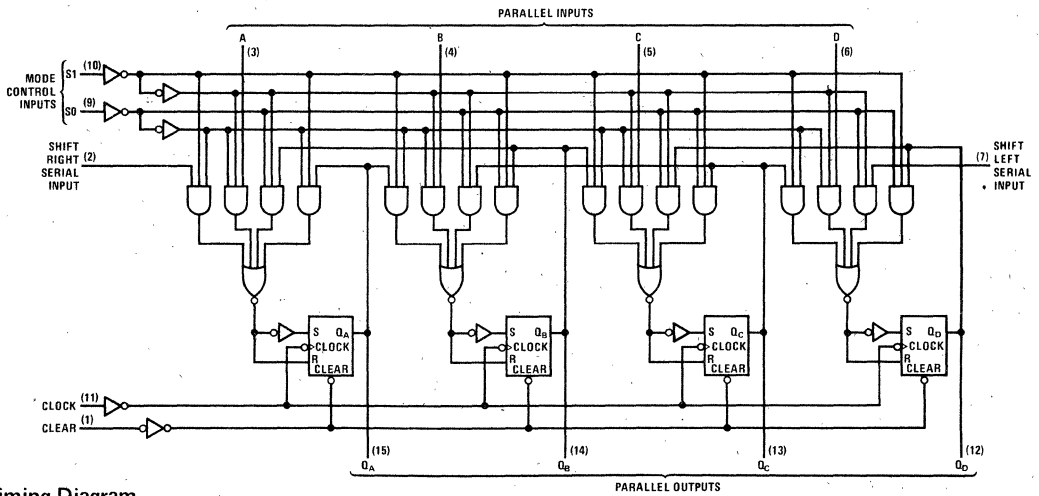 PARALLEL INPUTS
A B C D
(3) (4) (5) (6)
MODE CONTROL INPUTS
S1 (10)
S0 (9)
SHIFT RIGHT SERIAL INPUT (2)
(7) SHIFT LEFT SERIAL INPUT
S QA S QB S QC S QD
CLOCK CLOCK CLOCK CLOCK
R R R R
CLEAR CLEAR CLEAR CLEAR
CLOCK (11)
CLEAR (1)
(15) (14) (13) (12)
QA QB QC QD
PARALLEL OUTPUTS
Timing Diagram